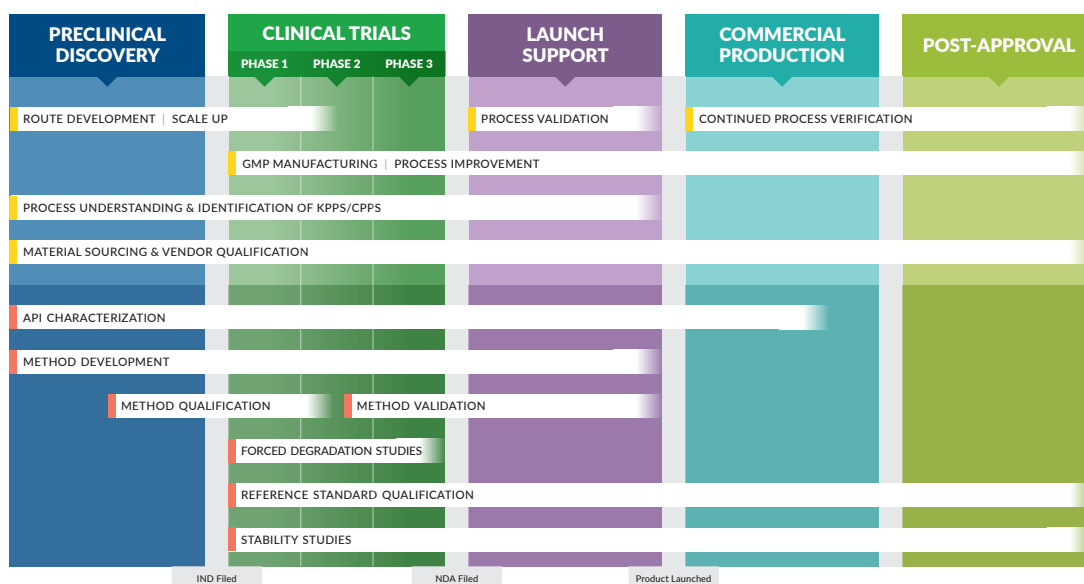 PRECLINICAL
DISCOVERY
CLINICAL TRIALS
PHASE 1
PHASE 2
PHASE 3
LAUNCH
SUPPORT
COMMERCIAL
PRODUCTION
POST-APPROVAL
ROUTE DEVELOPMENT | SCALE UP
PROCESS VALIDATION
CONTINUED PROCESS VERIFICATION
GMP MANUFACTURING | PROCESS IMPROVEMENT
PROCESS UNDERSTANDING & IDENTIFICATION OF KPPS/CPPS
MATERIAL SOURCING & VENDOR QUALIFICATION
API CHARACTERIZATION
METHOD DEVELOPMENT
METHOD QUALIFICATION
METHOD VALIDATION
FORCED DEGRADATION STUDIES
REFERENCE STANDARD QUALIFICATION
STABILITY STUDIES
IND Filed
NDA Filed
Product Launched